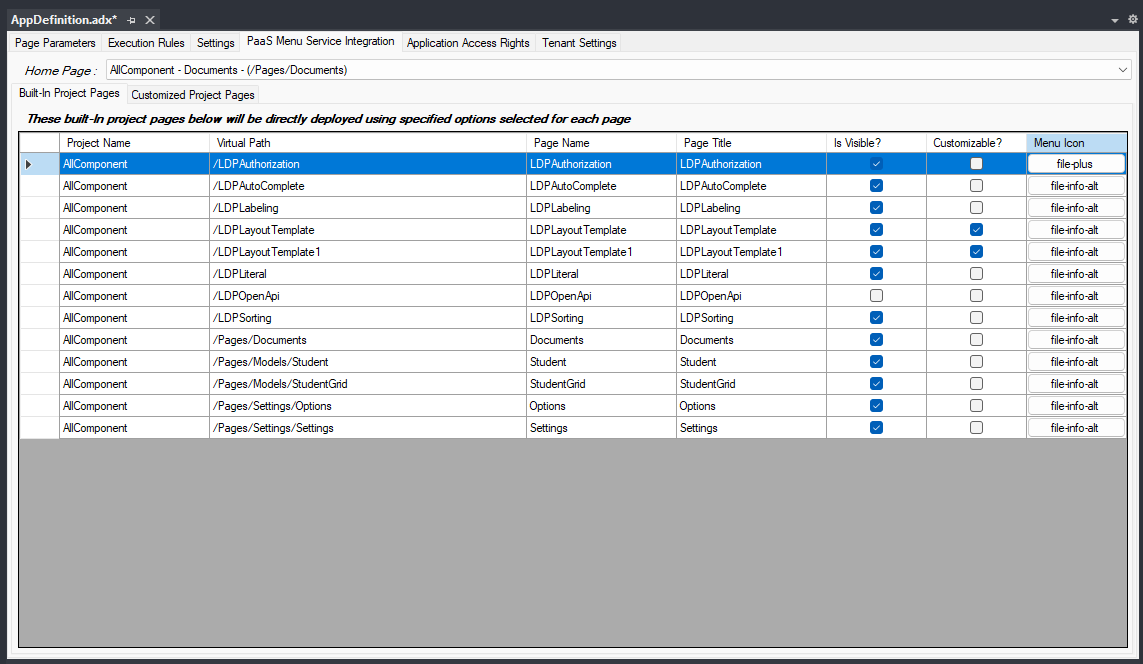 AppDefinition.adx*
Page Parameters Execution Rules Settings PaaS Menu Service Integration Application Access Rights Tenant Settings
Home Page : AllComponent - Documents - (/Pages/Documents)
Built-In Project Pages Customized Project Pages
These built-In project pages below will be directly deployed using specified options selected for each page
Project Name Virtual Path Page Name Page Title Is Visible? Customizable? Menu Icon
AllComponent /LDPAuthorization LDPAuthorization LDPAuthorization file-plus
AllComponent /LDPAutoComplete LDPAutoComplete LDPAutoComplete file-info-alt
AllComponent /LDPLabeling LDPLabeling LDPLabeling file-info-alt
AllComponent /LDPLayoutTemplate LDPLayoutTemplate LDPLayoutTemplate file-info-alt
AllComponent /LDPLayoutTemplate1 LDPLayoutTemplate1 LDPLayoutTemplate1 file-info-alt
AllComponent /LDPLiteral LDPLiteral LDPLiteral file-info-alt
AllComponent /LDPOpenApi LDPOpenApi LDPOpenApi file-info-alt
AllComponent /LDPSorting LDPSorting LDPSorting file-info-alt
AllComponent /Pages/Documents Documents Documents file-info-alt
AllComponent /Pages/Models/Student Student Student file-info-alt
AllComponent /Pages/Models/StudentGrid StudentGrid StudentGrid file-info-alt
AllComponent /Pages/Settings/Options Options Options file-info-alt
AllComponent /Pages/Settings/Settings Settings Settings file-info-alt